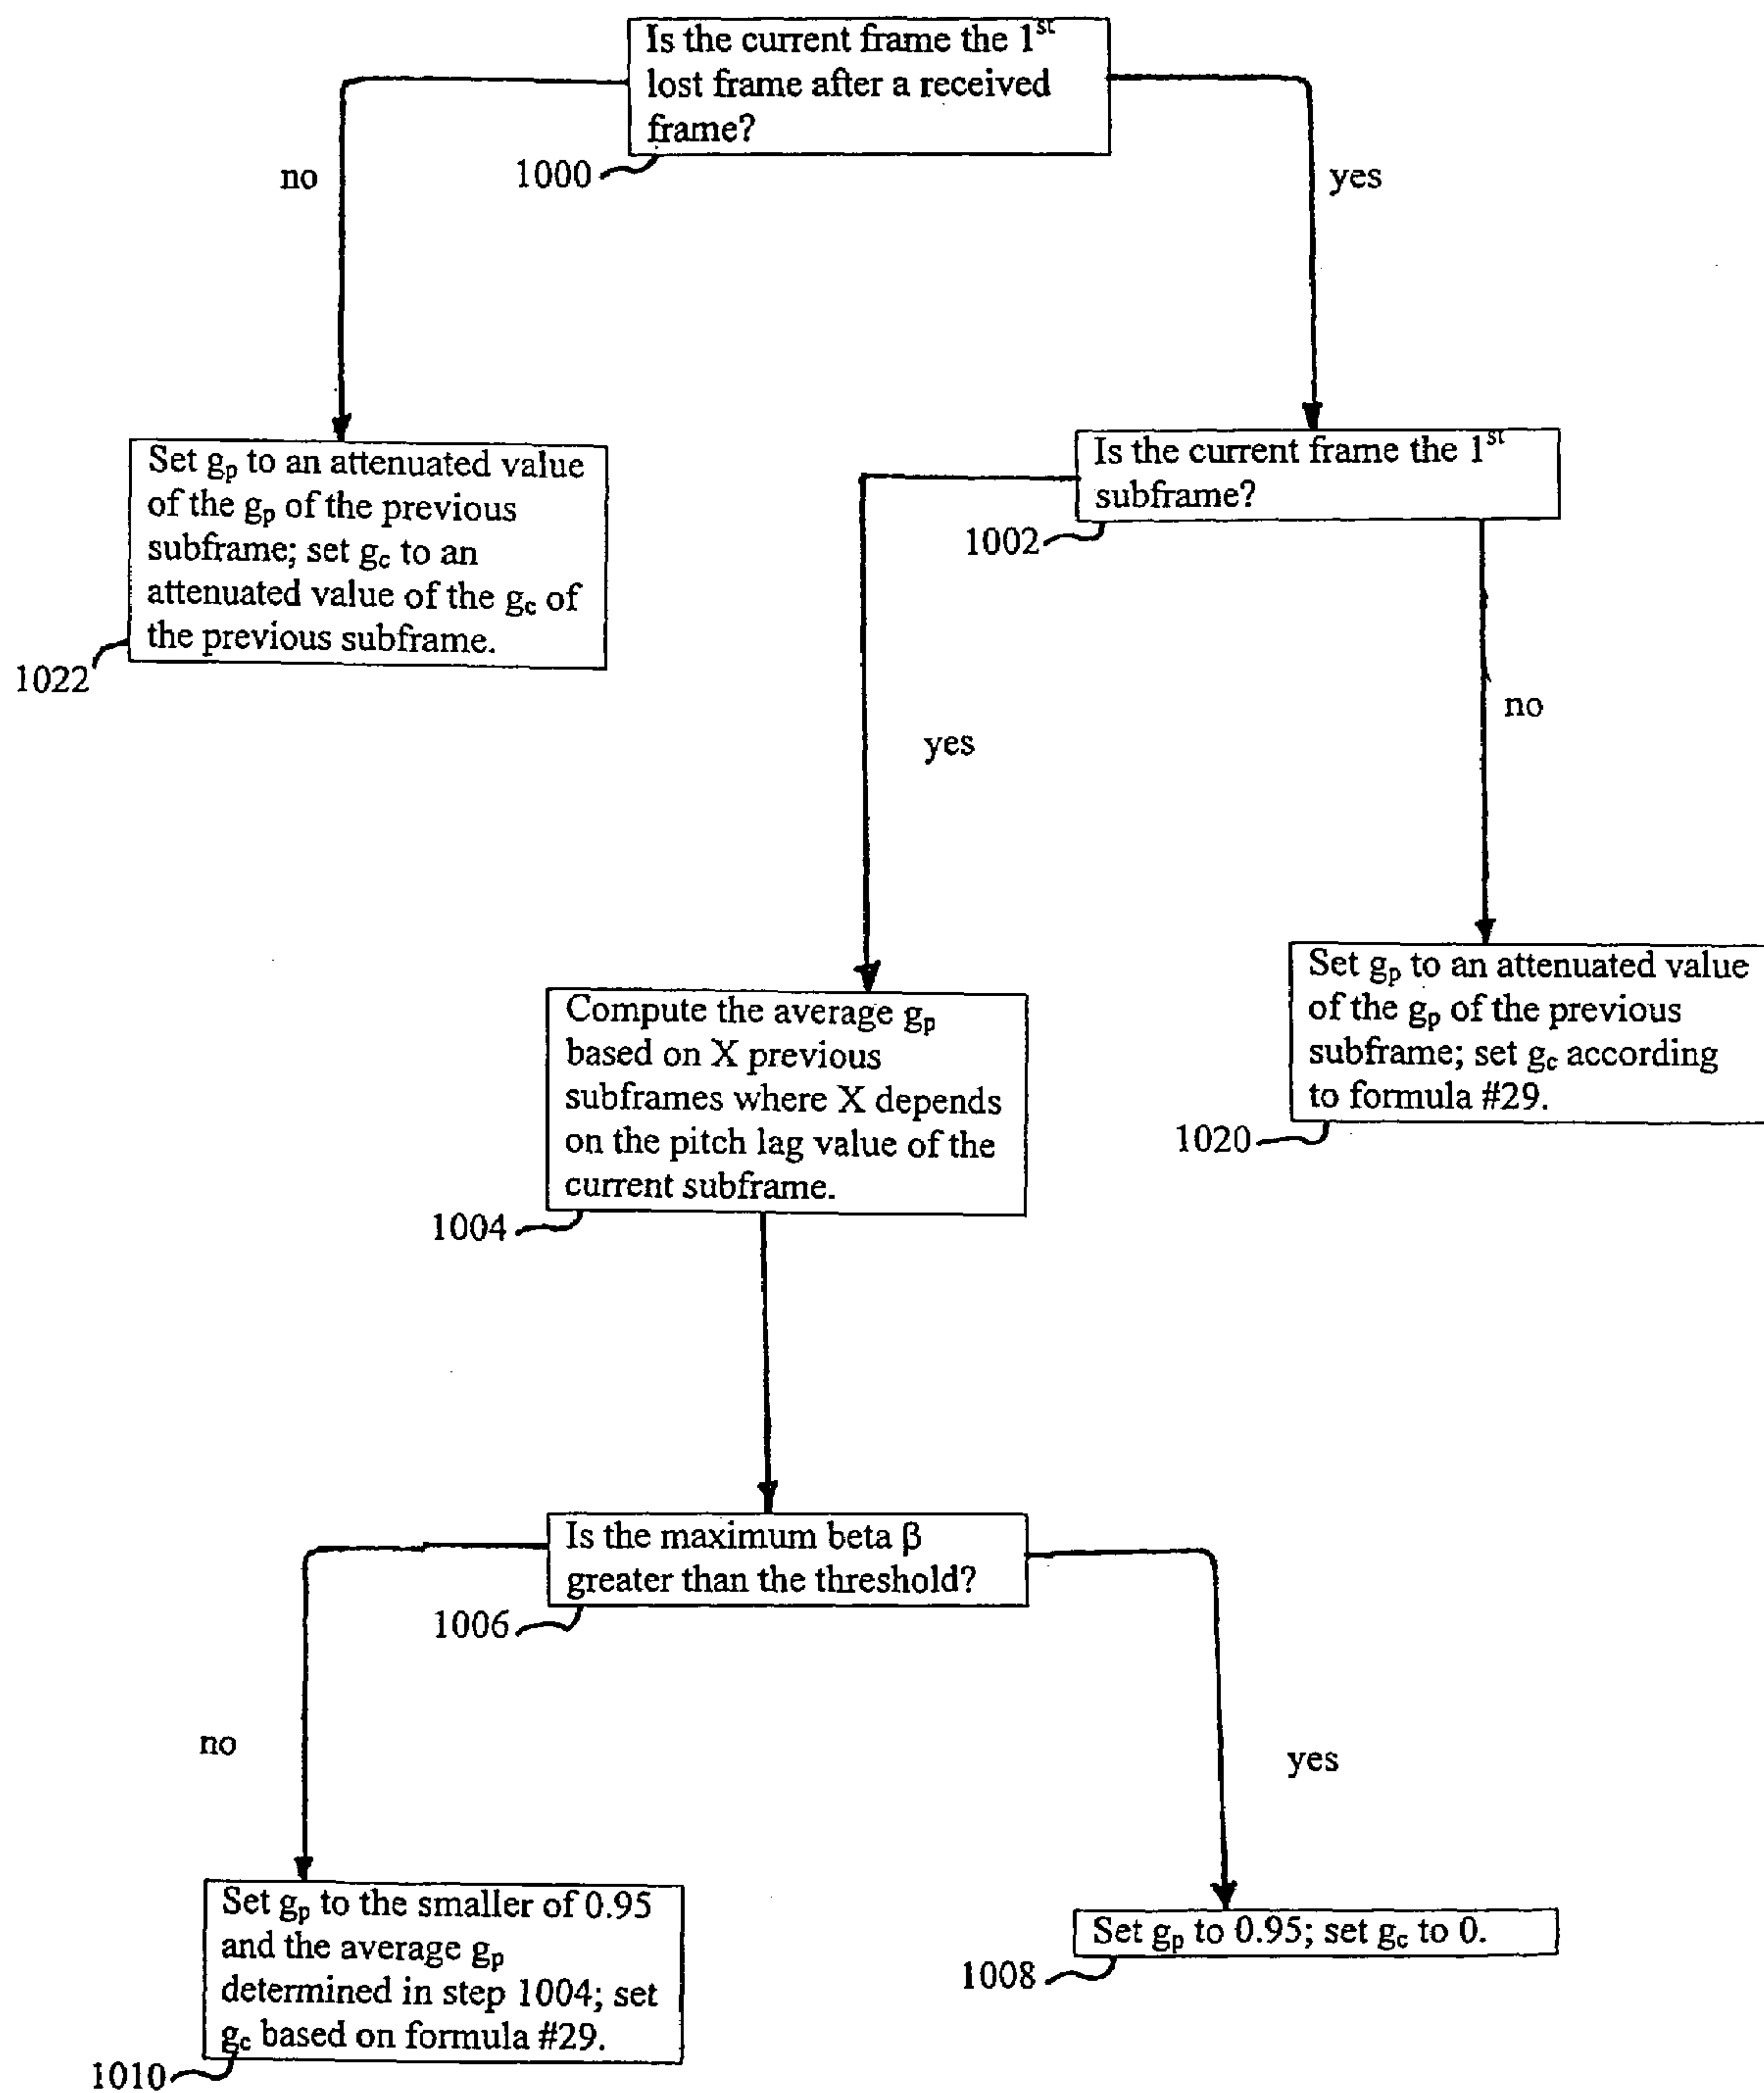 Is the current frame the 1st
lost frame after a received
frame?
1000
no
yes
Set gp to an attenuated value
of the gp of the previous
subframe; set gc to an
attenuated value of the gc of
the previous subframe.
1022
Is the current frame the 1st
subframe?
1002
yes
no
Set gp to an attenuated value
of the gp of the previous
subframe; set gc according
to formula #29.
1020
Compute the average gp
based on X previous
subframes where X depends
on the pitch lag value of the
current subframe.
1004
Is the maximum beta β
greater than the threshold?
1006
no
yes
Set gp to the smaller of 0.95
and the average gp
determined in step 1004; set
gc based on formula #29.
1010
Set gp to 0.95; set gc to 0.
1008